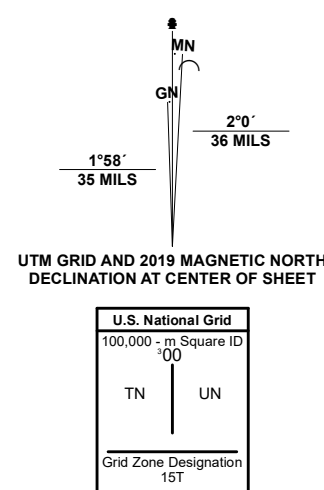 MN
GN
2°0´
36 MILS
1°58´
35 MILS
UTM GRID AND 2019 MAGNETIC NORTH
DECLINATION AT CENTER OF SHEET
U.S. National Grid
100,000 - m Square ID
³00
TN UN
Grid Zone Designation
15T